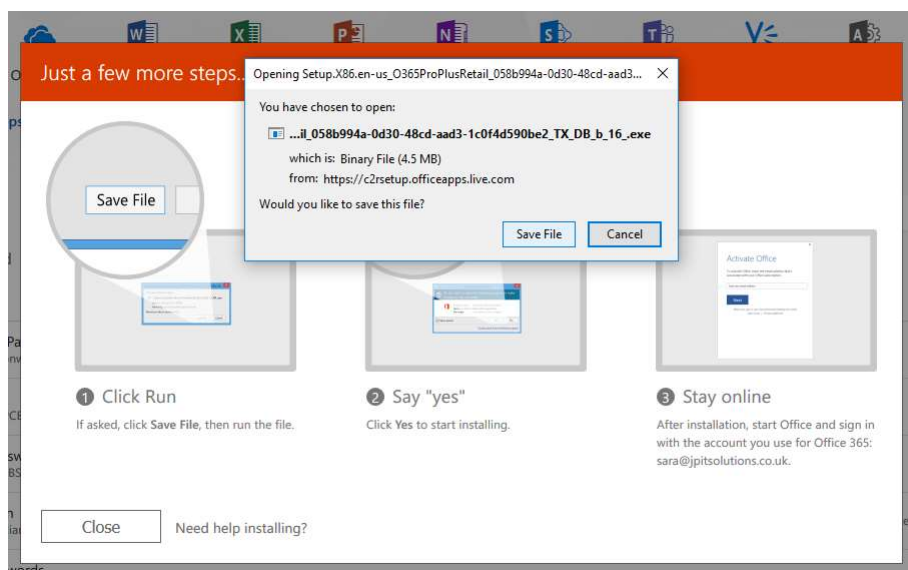 Just a few more steps..
Opening Setup.X86.en-us_O365ProPlusRetail_058b994a-0d30-48cd-aad3...
You have chosen to open:
...il_058b994a-0d30-48cd-aad3-1c0f4d590be2_TX_DB_b_16_.exe
which is: Binary File (4.5 MB)
from: https://c2rsetup.officeapps.live.com
Would you like to save this file?
Save File
Cancel
Save File
Activate Office
1 Click Run
If asked, click Save File, then run the file.
2 Say "yes"
Click Yes to start installing.
3 Stay online
After installation, start Office and sign in
with the account you use for Office 365:
sara@jpitsolutions.co.uk.
Close
Need help installing?